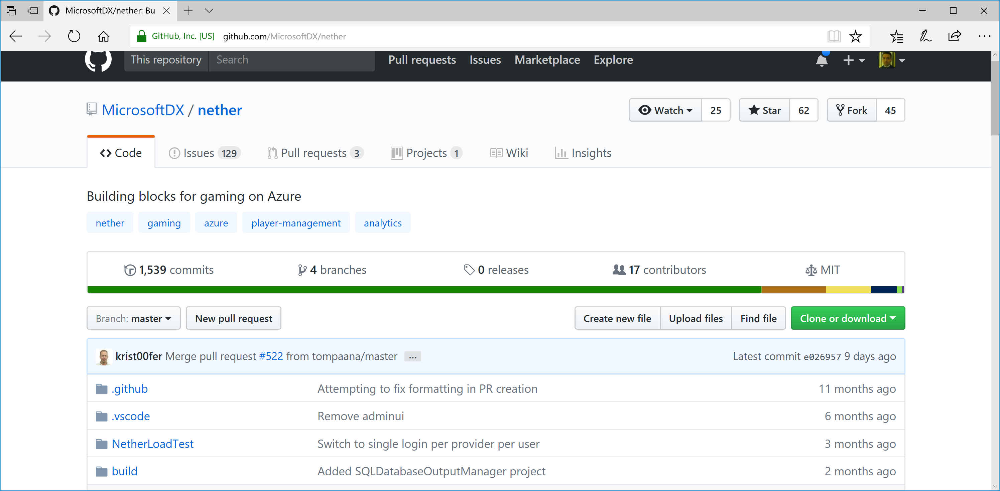 MicrosoftDX/nether: Bu
GitHub, Inc. [US] github.com/MicrosoftDX/nether
This repository Search Pull requests Issues Marketplace Explore
MicrosoftDX / nether Watch 25 Star 62 Fork 45
Code Issues 129 Pull requests 3 Projects 1 Wiki Insights
Building blocks for gaming on Azure
nether gaming azure player-management analytics
1,539 commits 4 branches 0 releases 17 contributors MIT
Branch: master New pull request Create new file Upload files Find file Clone or download
krist00fer Merge pull request #522 from tompaana/master ... Latest commit e026957 9 days ago
.github Attempting to fix formatting in PR creation 11 months ago
.vscode Remove adminui 6 months ago
NetherLoadTest Switch to single login per provider per user 3 months ago
build Added SQLDatabaseOutputManager project 2 months ago